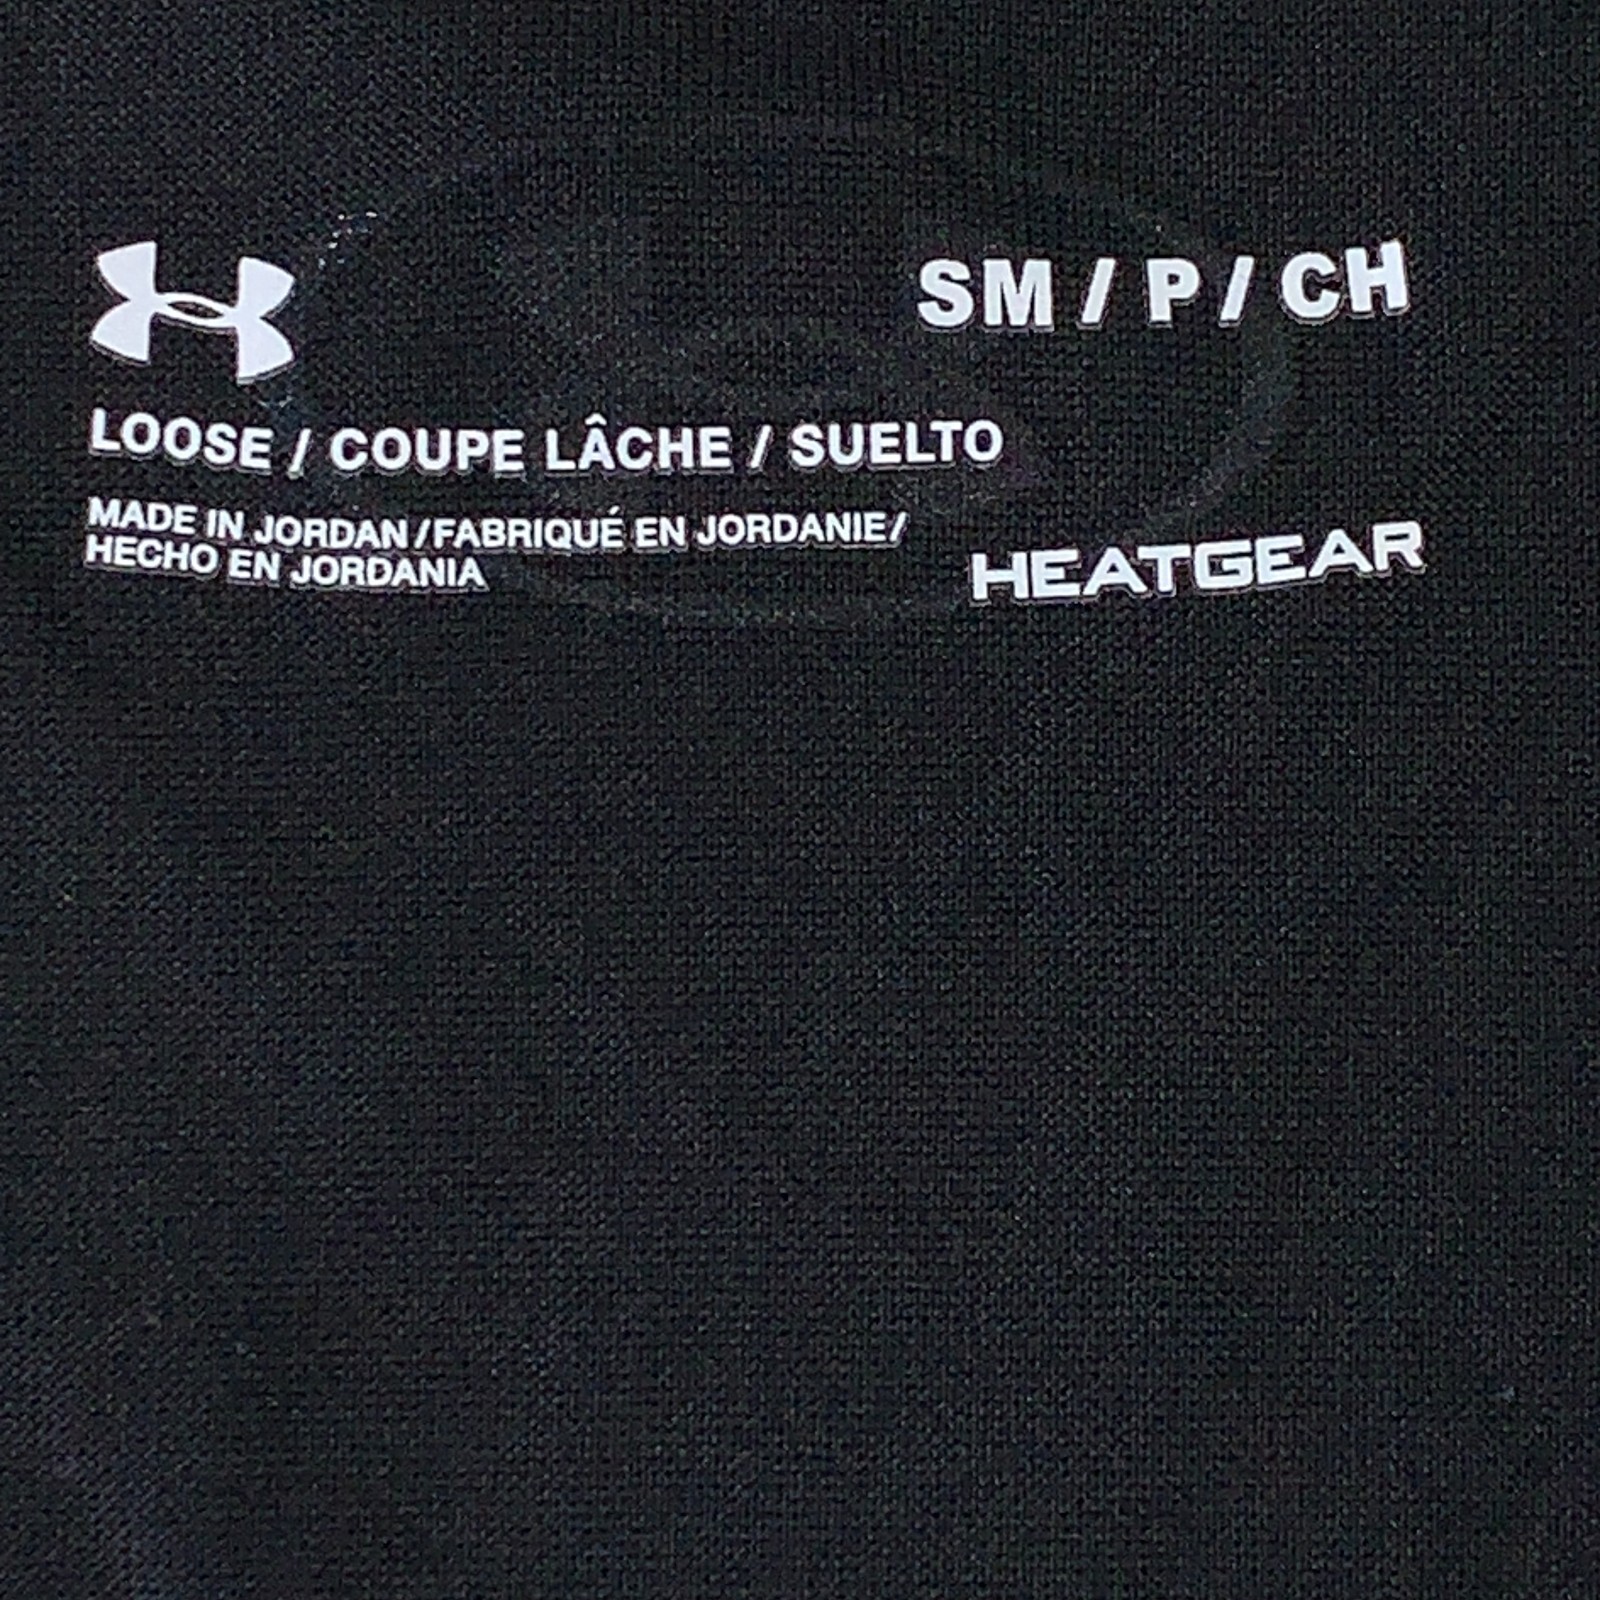 SM / P / CH
LOOSE / COUPE LÂCHE / SUELTO
MADE IN JORDAN / FABRIQUÉ EN JORDANIE /
HECHO EN JORDANIA
HEATGEAR